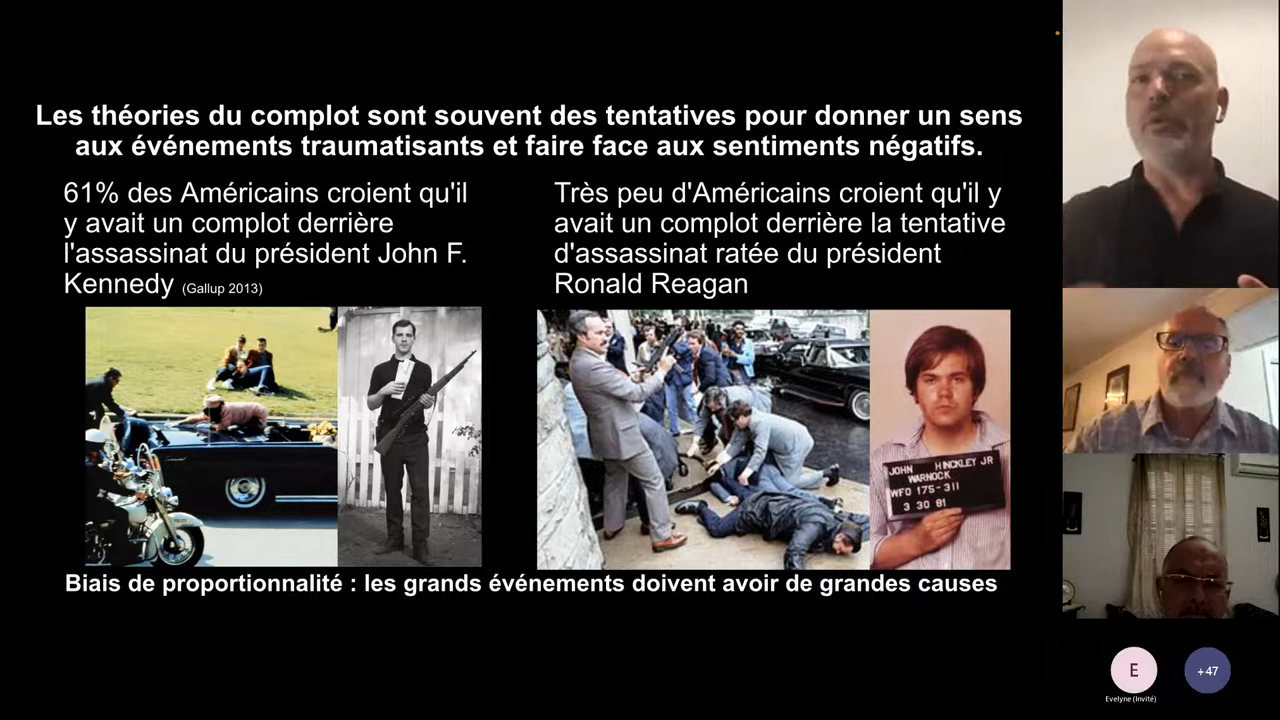 Les théories du complot sont souvent des tentatives pour donner un sens
aux événements traumatisants et faire face aux sentiments négatifs.
61% des Américains croient qu'il
y avait un complot derrière
l'assassinat du président John F.
Kennedy (Gallup 2013)
Très peu d'Américains croient qu'il y
avait un complot derrière la tentative
d'assassinat ratée du président
Ronald Reagan
JOHN HINCKLEY JR
WARNOCK
WFO 175-311
3 30 81
Biais de proportionnalité : les grands événements doivent avoir de grandes causes
E
+47
Evelyne (Invité)